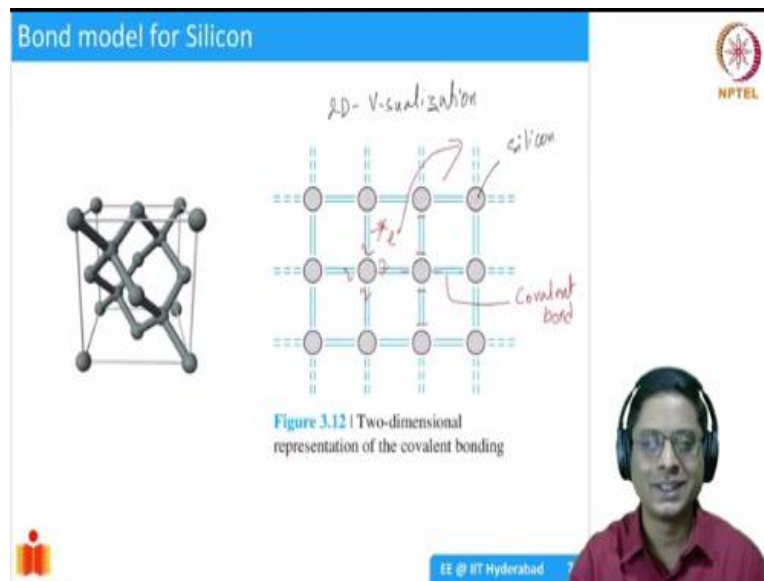 Bond model for Silicon
NPTEL
2D-Visualization
silicon
e
Covalent
bond
Figure 3.12 | Two-dimensional
representation of the covalent bonding
EE @ IIT Hyderabad